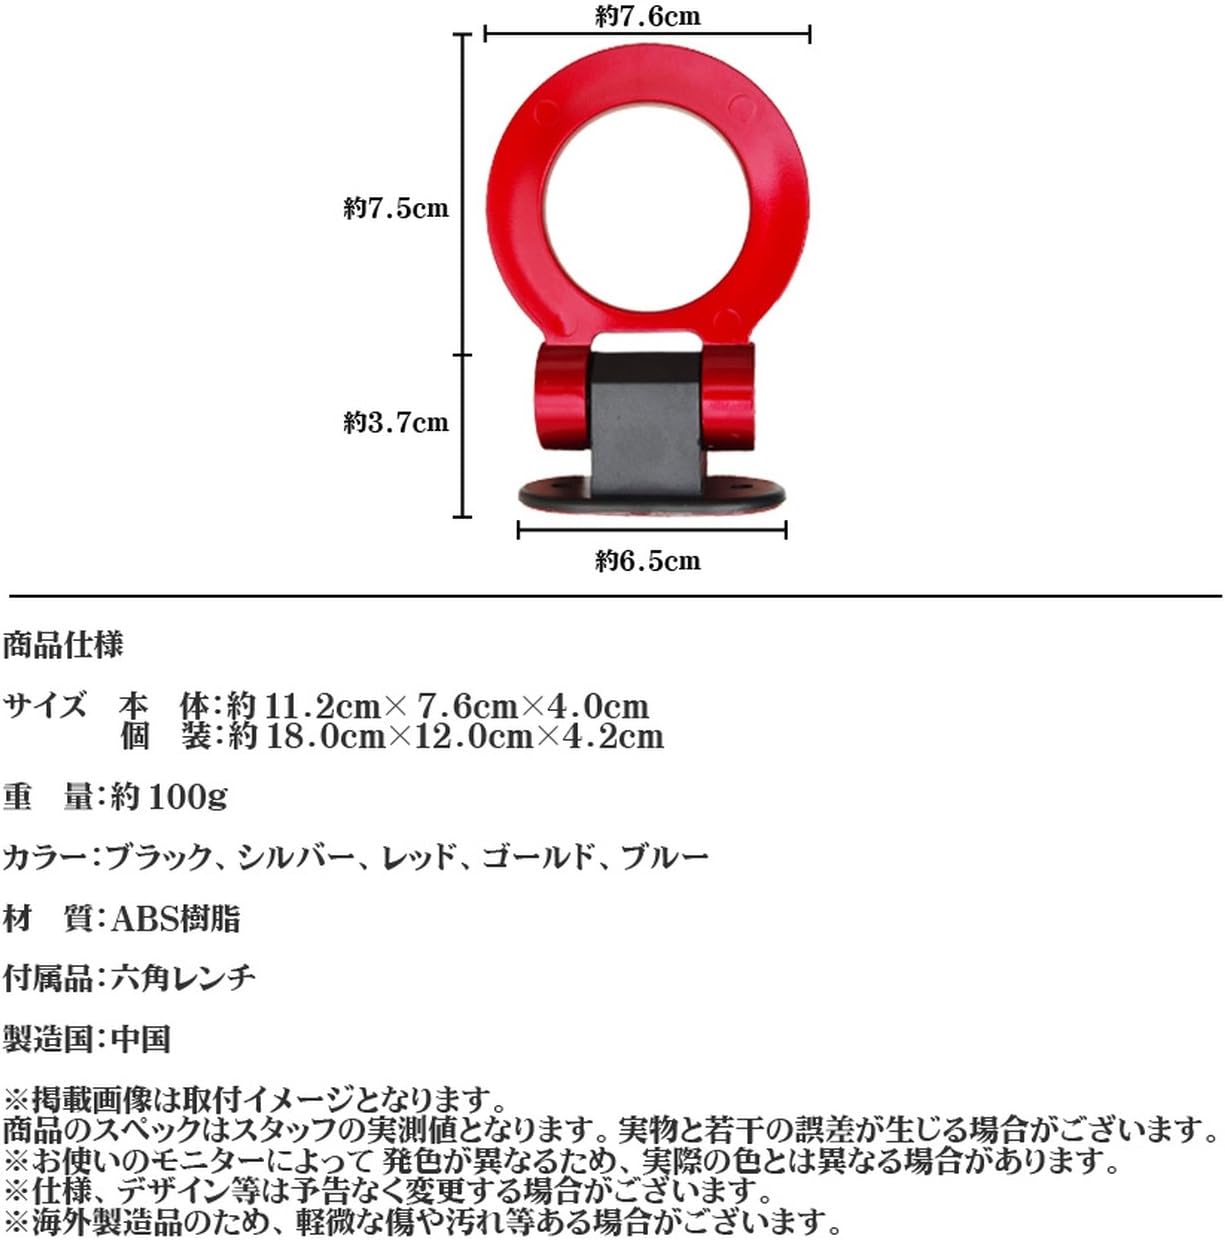 約7.6cm
約7.5cm
約3.7cm
約6.5cm
商品仕様
サイズ　本　体：約 11.2cm× 7.6cm×4.0cm
個　装：約 18.0cm×12.0cm×4.2cm
重　量：約 100g
カラー：ブラック、シルバー、レッド、ゴールド、ブルー
材　質：ABS樹脂
付属品：六角レンチ
製造国：中国
※掲載画像は取付イメージとなります。
商品のスペックはスタッフの実測値となります。実物と若干の誤差が生じる場合がございます。
※お使いのモニターによって 発色が異なるため、実際の色とは異なる場合があります。
※仕様、デザイン等は予告なく変更する場合がございます。
※海外製造品のため、軽微な傷や汚れ等ある場合がございます。